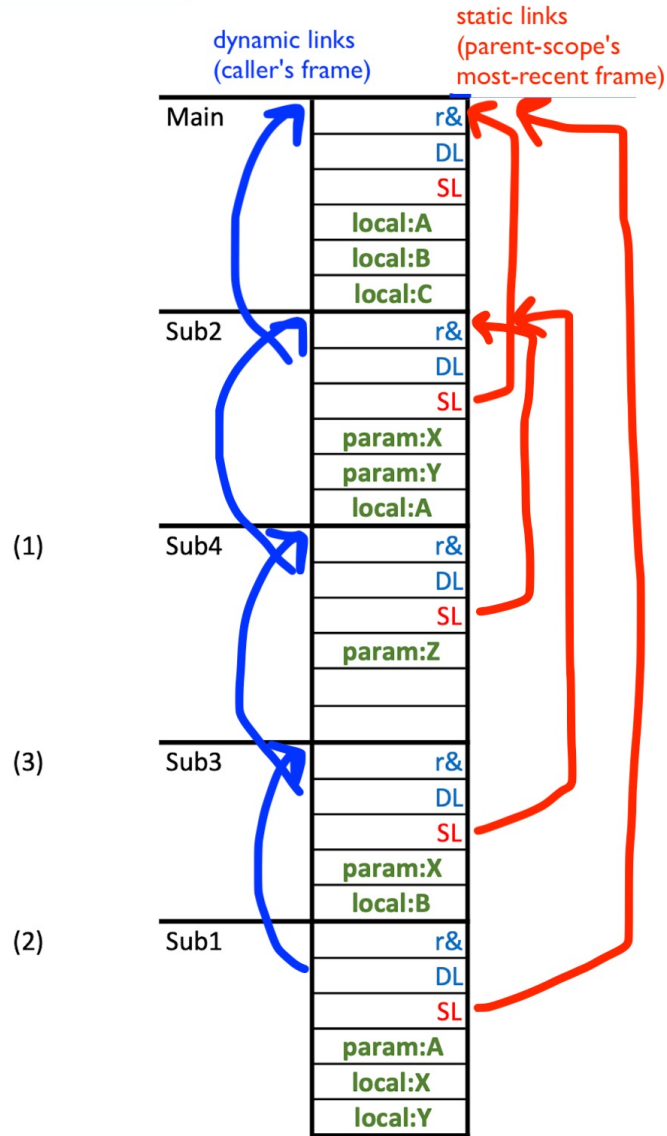 dynamic links
(caller's frame)
static links
(parent-scope's
most-recent frame)
Main
r&
DL
SL
local:A
local:B
local:C
Sub2
r&
DL
SL
param:X
param:Y
local:A
(1)
Sub4
r&
DL
SL
param:Z
(3)
Sub3
r&
DL
SL
param:X
local:B
(2)
Sub1
r&
DL
SL
param:A
local:X
local:Y